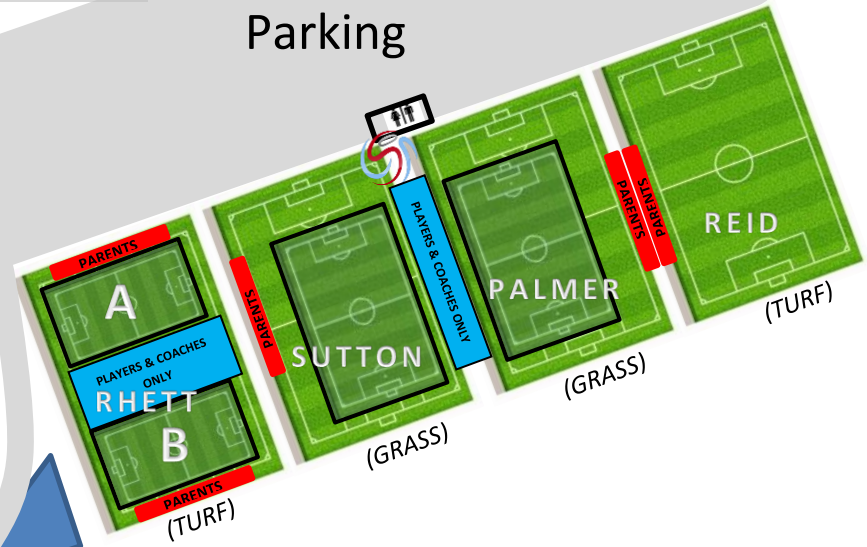 Parking
PARENTS
A
PLAYERS & COACHES
ONLY
RHETT
B
PARENTS
(TURF)
PARENTS
SUTTON
(GRASS)
PLAYERS & COACHES ONLY
PALMER
(GRASS)
PARENTS
PARENTS
REID
(TURF)